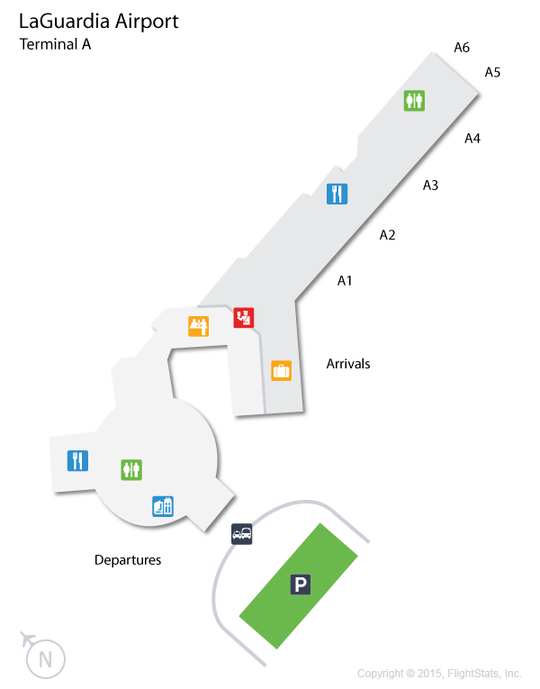 LaGuardia Airport
Terminal A
A6
A5
A4
A3
A2
A1
Arrivals
Departures
P
N
Copyright © 2015, FlightStats, Inc.